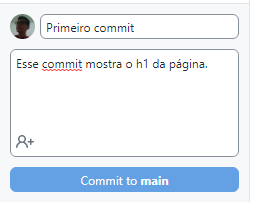 Primeiro commit
Esse commit mostra o h1 da página.
Commit to main